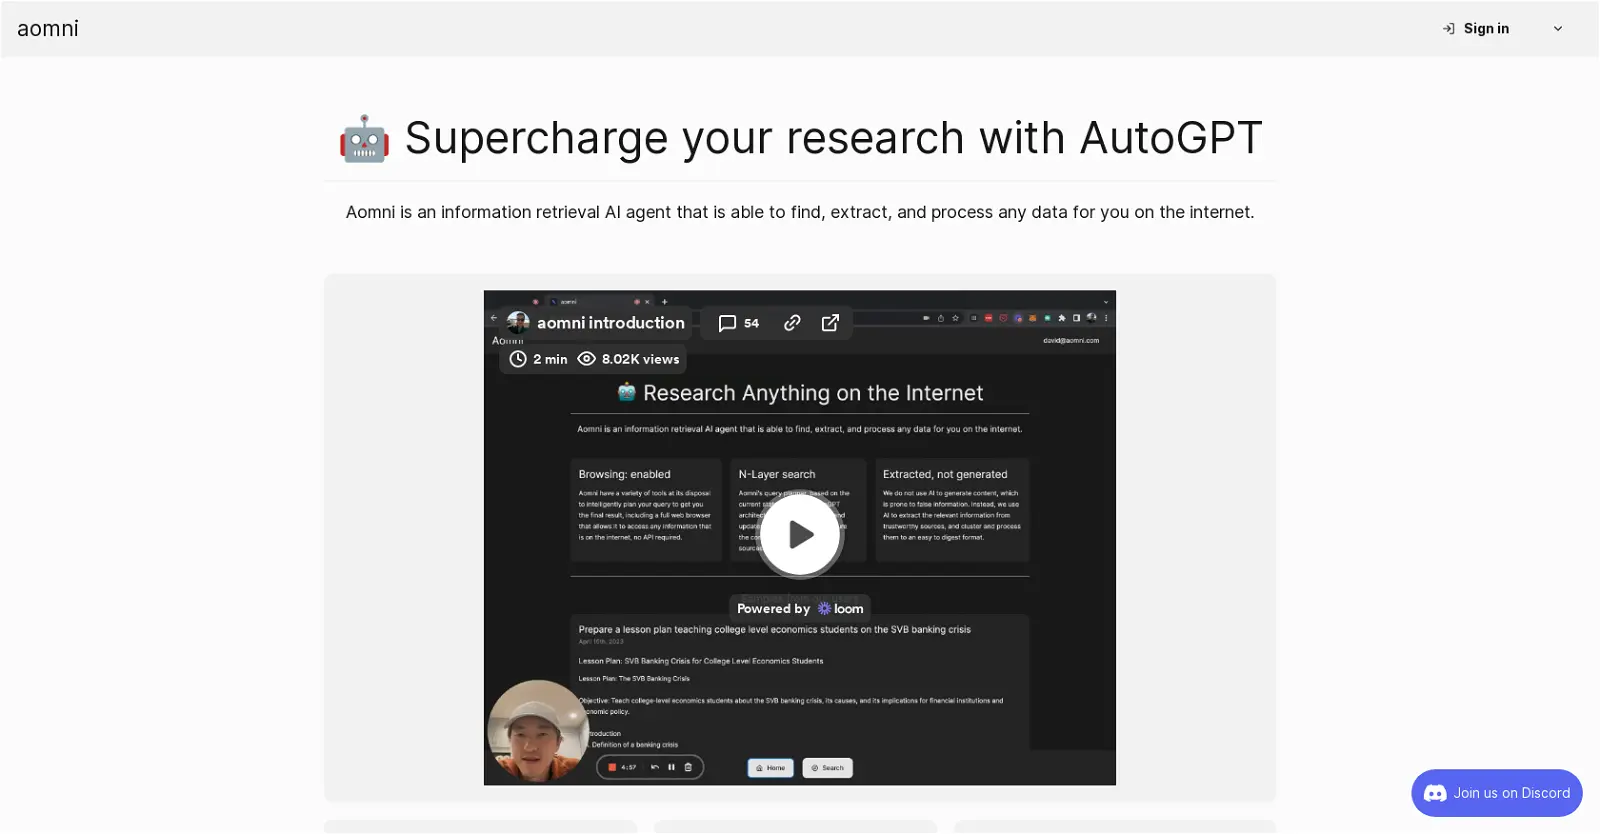 aomni
Sign in
Supercharge your research with AutoGPT
Aomni is an information retrieval AI agent that is able to find, extract, and process any data for you on the internet.
aomni
aomni introduction
54
Aomni
david@aomni.com
2 min
8.02K views
Research Anything on the Internet
Aomni is an information retrieval AI agent that is able to find, extract, and process any data for you on the internet.
Browsing: enabled
Aomni have a variety of tools at its disposal
to intelligently plan your query to get you
the final result, including a full web browser
that allows it to access any information that
is on the internet, no API required.
N-Layer search
Aomni's query planner, based on the
current st
archite
updat
the co
sourc
Extracted, not generated
We do not use AI to generate content, which
is prone to false information. Instead, we use
AI to extract the relevant information from
trustworthy sources, and cluster and process
them to an easy to digest format.
Powered by loom
Prepare a lesson plan teaching college level economics students on the SVB banking crisis
April 16th, 2023
Lesson Plan: SVB Banking Crisis for College Level Economics Students
Lesson Plan: The SVB Banking Crisis
Objective: Teach college-level economics students about the SVB banking crisis, its causes, and its implications for financial institutions and
onomic policy.
troduction
. Definition of a banking crisis
4:57
Home
Search
Join us on Discord